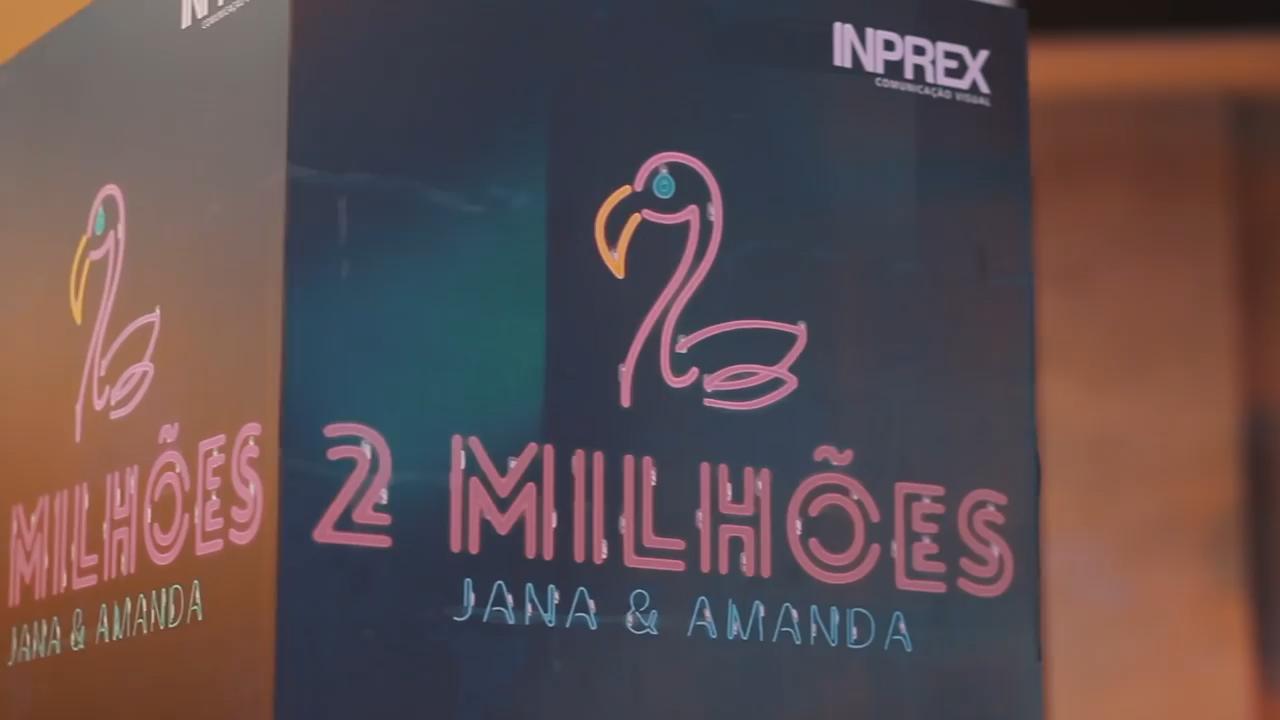 INPREX
COMUNICAÇÃO VISUAL
2 MILHÕES
JANA & AMANDA
MILHÕES
JANA & AMANDA